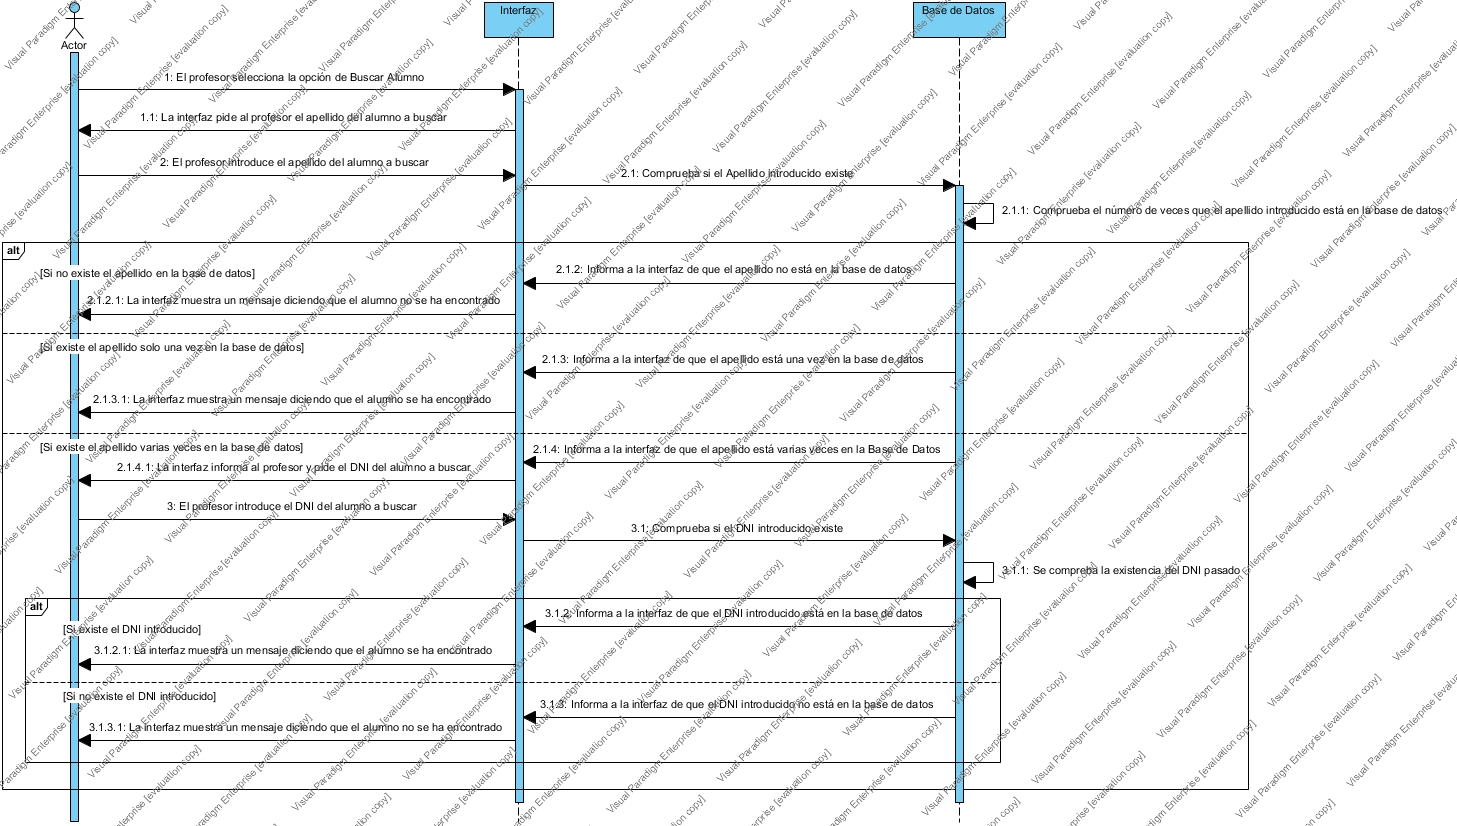 Actor
Interfaz
Base de Datos
1: El profesor selecciona la opción de Buscar Alumno
1.1: La interfaz pide al profesor el apellido del alumno a buscar
2: El profesor introduce el apellido del alumno a buscar
2.1: Comprueba si el Apellido introducido existe
2.1.1: Comprueba el número de veces que el apellido introducido está en la base de datos
alt
[Si no existe el apellido en la base de datos]
2.1.2: Informa a la interfaz de que el apellido no está en la base de datos
2.1.2.1: La interfaz muestra un mensaje diciendo que el alumno no se ha encontrado
[Si existe el apellido solo una vez en la base de datos]
2.1.3: Informa a la interfaz de que el apellido está una vez en la base de datos
2.1.3.1: La interfaz muestra un mensaje diciendo que el alumno se ha encontrado
[Si existe el apellido varias veces en la base de datos]
2.1.4: Informa a la interfaz de que el apellido está varias veces en la Base de Datos
2.1.4.1: La interfaz informa al profesor y pide el DNI del alumno a buscar
3: El profesor introduce el DNI del alumno a buscar
3.1: Comprueba si el DNI introducido existe
3.1.1: Se compreba la existencia del DNI pasado
alt
3.1.2: Informa a la interfaz de que el DNI introducido está en la base de datos
[Si existe el DNI introducido]
3.1.2.1: La interfaz muestra un mensaje diciendo que el alumno se ha encontrado
[Si no existe el DNI introducido]
3.1.3: Informa a la interfaz de que el DNI introducido no está en la base de datos
3.1.3.1: La interfaz muestra un mensaje diciendo que el alumno no se ha encontrado
Visual Paradigm Enterprise [evaluation copy]